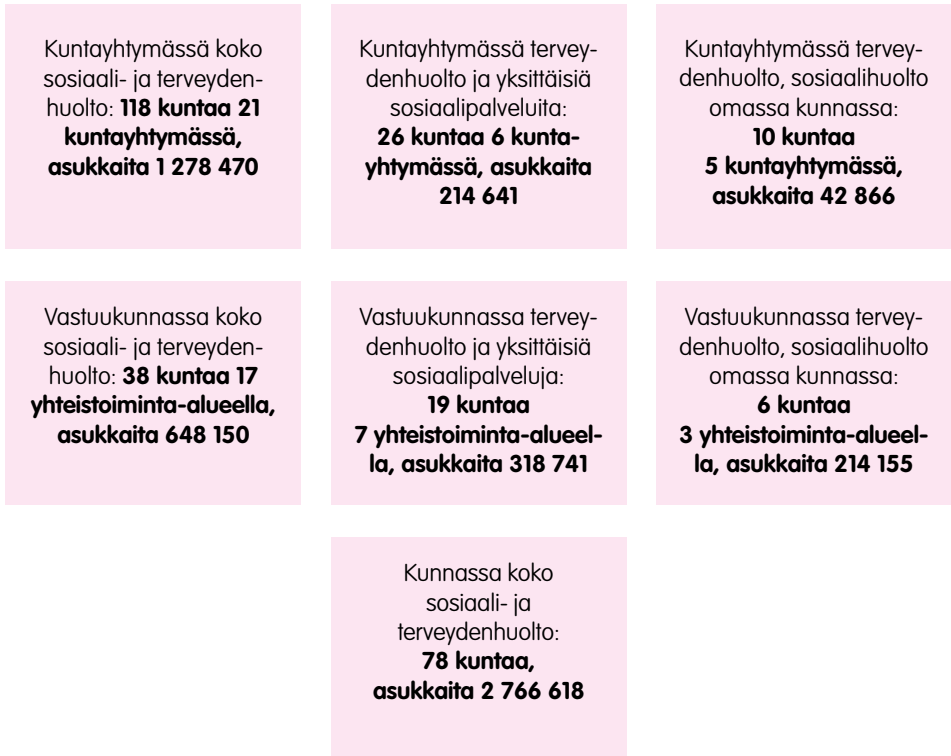 Kuntayhtymässä koko
sosiaali- ja terveyden-
huolto: 118 kuntaa 21
kuntayhtymässä,
asukkaita 1 278 470
Kuntayhtymässä tervey-
denhuolto ja yksittäisiä
sosiaalipalveluita:
26 kuntaa 6 kunta-
yhtymässä, asukkaita
214 641
Kuntayhtymässä tervey-
denhuolto, sosiaalihuolto
omassa kunnassa:
10 kuntaa
5 kuntayhtymässä,
asukkaita 42 866
Vastuukunnassa koko
sosiaali- ja terveyden-
huolto: 38 kuntaa 17
yhteistoiminta-alueella,
asukkaita 648 150
Vastuukunnassa tervey-
denhuolto ja yksittäisiä
sosiaalipalveluja:
19 kuntaa
7 yhteistoiminta-alueel-
la, asukkaita 318 741
Vastuukunnassa tervey-
denhuolto, sosiaalihuolto
omassa kunnassa:
6 kuntaa
3 yhteistoiminta-alueel-
la, asukkaita 214 155
Kunnassa koko
sosiaali- ja
terveydenhuolto:
78 kuntaa,
asukkaita 2 766 618